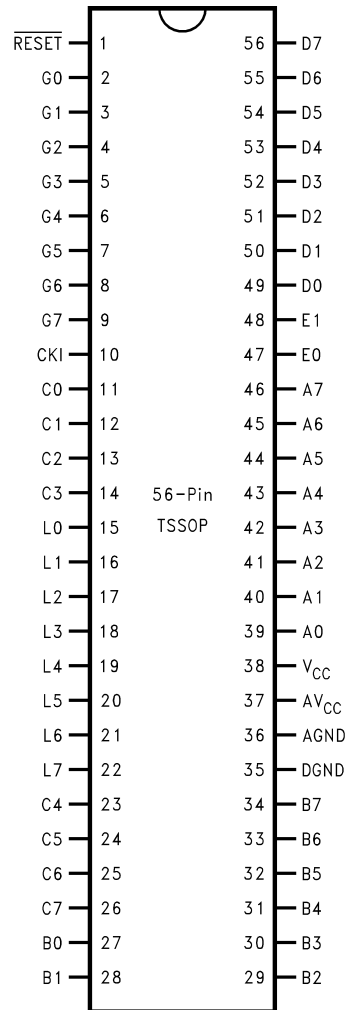 RESET 1 56 D7
G0 2 55 D6
G1 3 54 D5
G2 4 53 D4
G3 5 52 D3
G4 6 51 D2
G5 7 50 D1
G6 8 49 D0
G7 9 48 E1
CKI 10 47 E0
C0 11 46 A7
C1 12 45 A6
C2 13 44 A5
C3 14 56-Pin 43 A4
L0 15 TSSOP 42 A3
L1 16 41 A2
L2 17 40 A1
L3 18 39 A0
L4 19 38 VCC
L5 20 37 AVCC
L6 21 36 AGND
L7 22 35 DGND
C4 23 34 B7
C5 24 33 B6
C6 25 32 B5
C7 26 31 B4
B0 27 30 B3
B1 28 29 B2